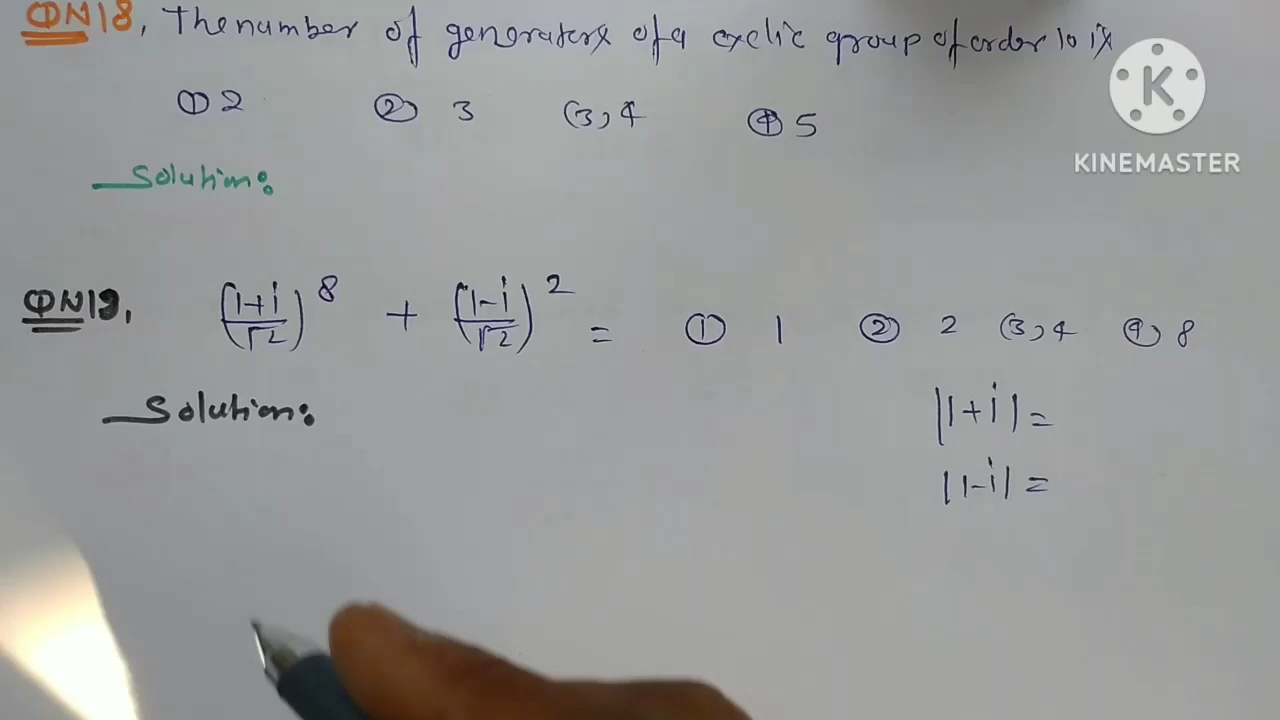 QN18, The number of generators of a cyclic group of order 10 is
① 2 ② 3 (3) 4 ④ 5
K
KINEMASTER
Solution:
QN19, ((1+i)/√2)^8 + ((1-i)/√2)^2 = ① 1 ② 2 (3) 4 ④ 8
Solution:
|1+i| =
|1-i| =